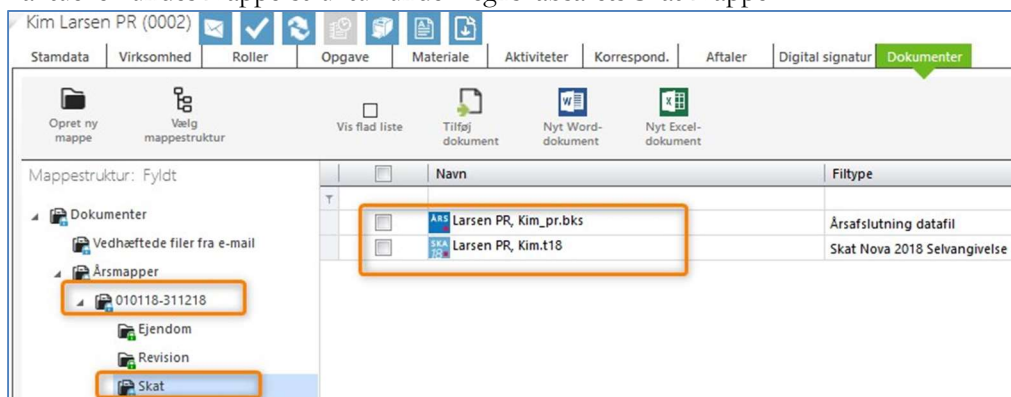 Kim Larsen PR (0002)
Stamdata Virksomhed Roller Opgave Materiale Aktiviteter Korrespond. Aftaler Digital signatur Dokumenter
Opret ny mappe
Vælg mappestruktur
Vis flad liste
Tilføj dokument
Nyt Word-dokument
Nyt Excel-dokument
Mappestruktur: Fyldt
Navn Filtype
Dokumenter
Vedhæftede filer fra e-mail
Årsmapper
010118-311218
Ejendom
Revision
Skat
ÅRS Larsen PR, Kim_pr.bks Årsafslutning datafil
SKA 18 Larsen PR, Kim.t18 Skat Nova 2018 Selvangivelse